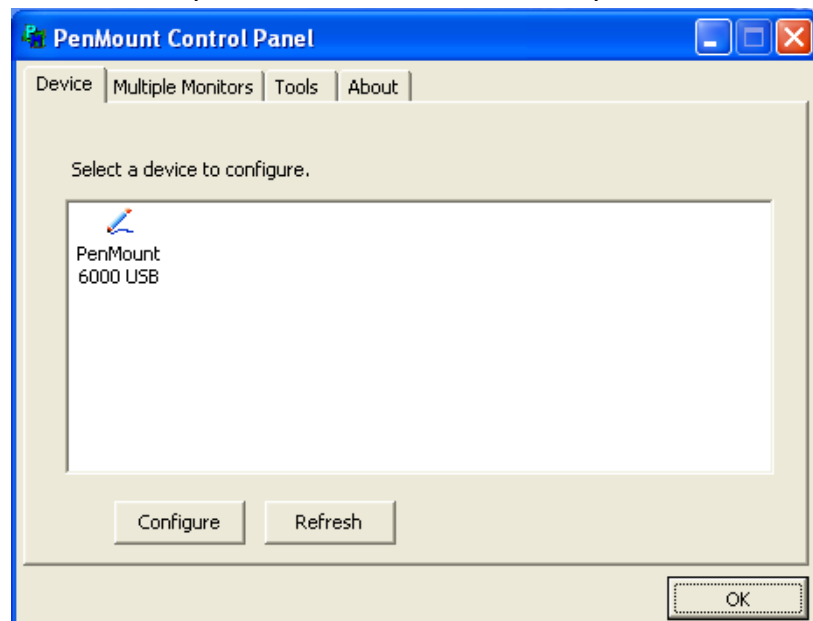 PenMount Control Panel
Device Multiple Monitors Tools About
Select a device to configure.
PenMount
6000 USB
Configure Refresh
OK